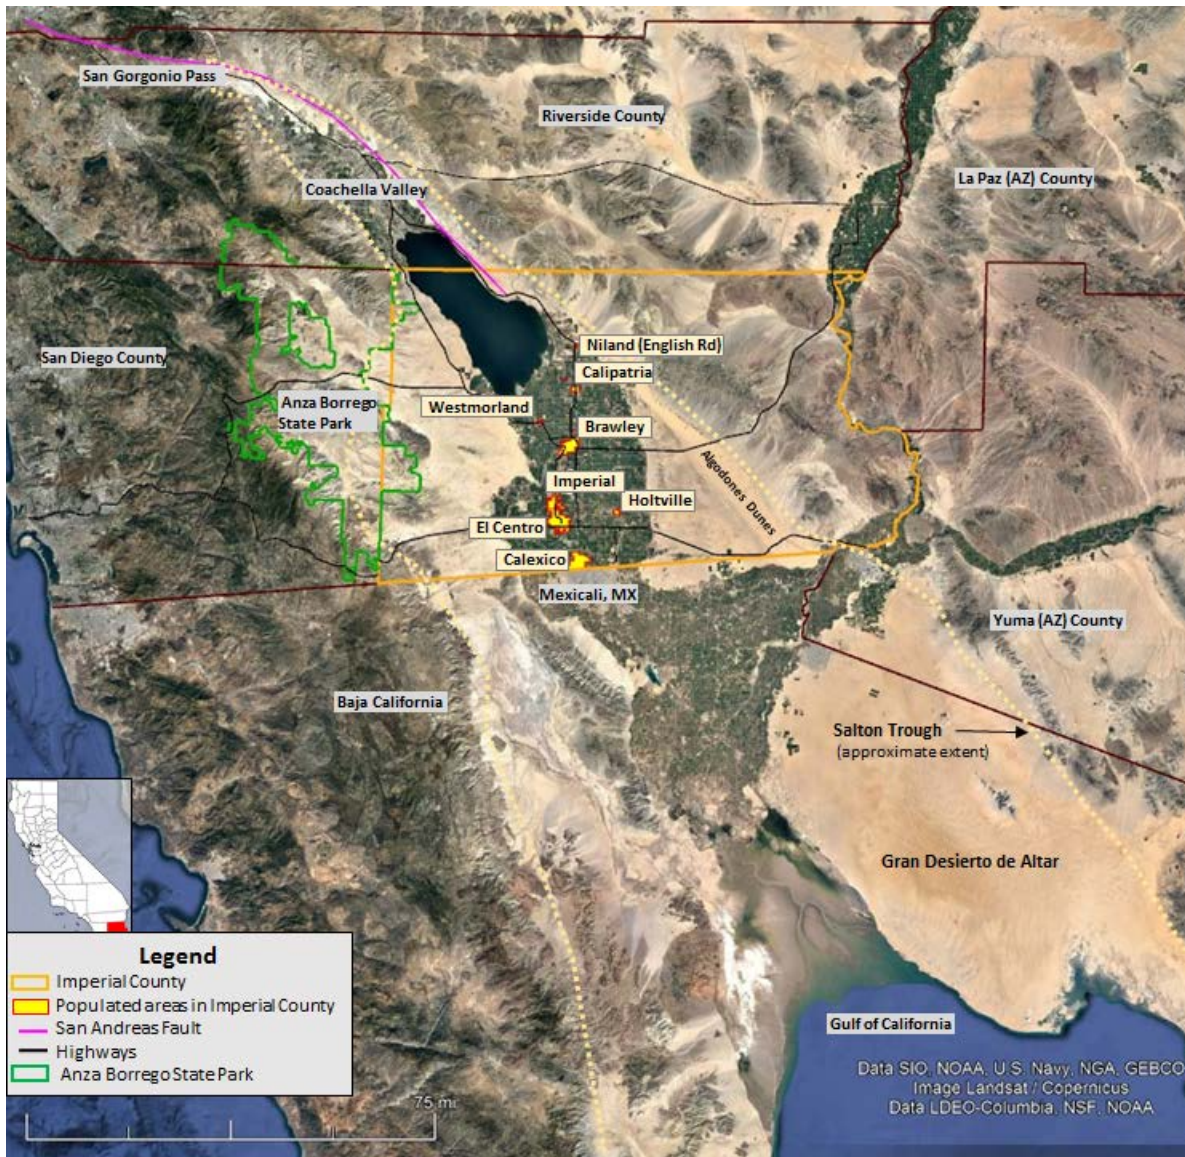 San Gorgonio Pass
Riverside County
La Paz (AZ) County
Coachella Valley
San Diego County
Niland (English Rd)
Calipatria
Anza Borrego
State Park
Westmorland
Brawley
Algodones Dunes
Imperial
Holtville
El Centro
Calexico
Mexicali, MX
Yuma (AZ) County
Baja California
Salton Trough
(approximate extent)
Gran Desierto de Altar
Legend
Imperial County
Populated areas in Imperial County
San Andreas Fault
Highways
Anza Borrego State Park
75 mi
Gulf of California
Data SIO, NOAA, U.S. Navy, NGA, GEBCO
Image Landsat / Copernicus
Data LDEO-Columbia, NSF, NOAA